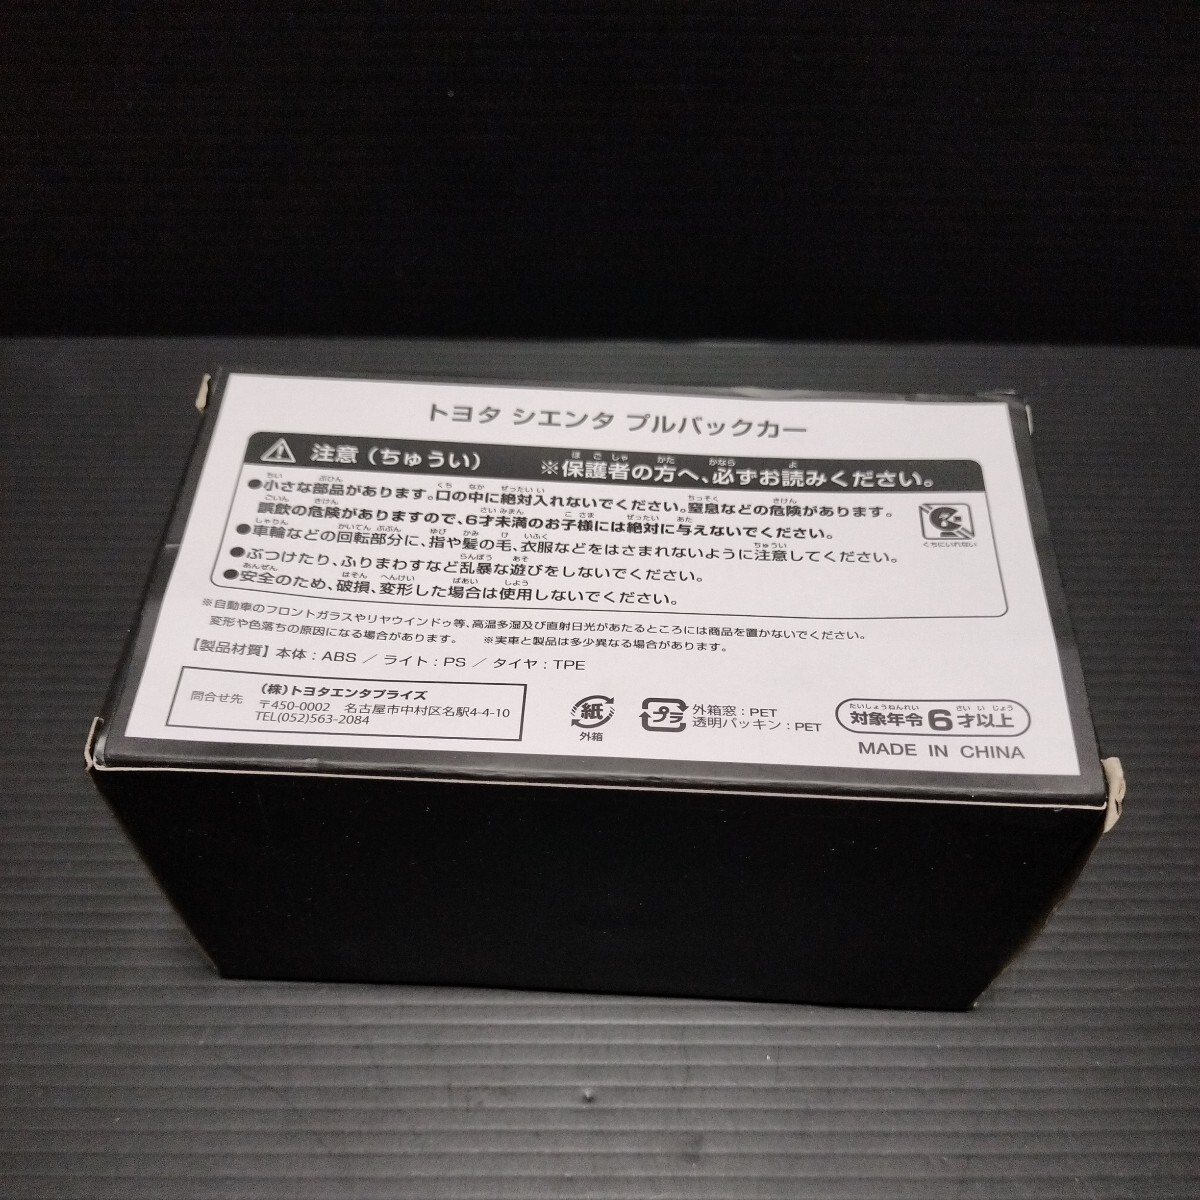 トヨタ シエンタ プルバックカー
注意（ちゅうい） ※保護者の方へ、必ずお読みください。
●小さな部品があります。口の中に絶対入れないでください。窒息などの危険があります。
誤飲の危険がありますので、6才未満のお子様には絶対に与えないでください。
●車輪などの回転部分に、指や髪の毛、衣服などをはさまれないように注意してください。
●ぶつけたり、ふりまわすなど乱暴な遊びをしないでください。
●安全のため、破損、変形した場合は使用しないでください。
くちにいれない
※自動車のフロントガラスやリヤウインドゥ等、高温多湿及び直射日光があたるところには商品を置かないでください。
変形や色落ちの原因になる場合があります。 ※実車と製品は多少異なる場合があります。
【製品材質】本体：ABS ／ ライト：PS ／ タイヤ：TPE
問合せ先
（株）トヨタエンタプライズ
〒450-0002 名古屋市中村区名駅4-4-10
TEL(052)563-2084
紙
外箱
プラ
外箱窓：PET
透明パッキン：PET
対象年令6才以上
MADE IN CHINA